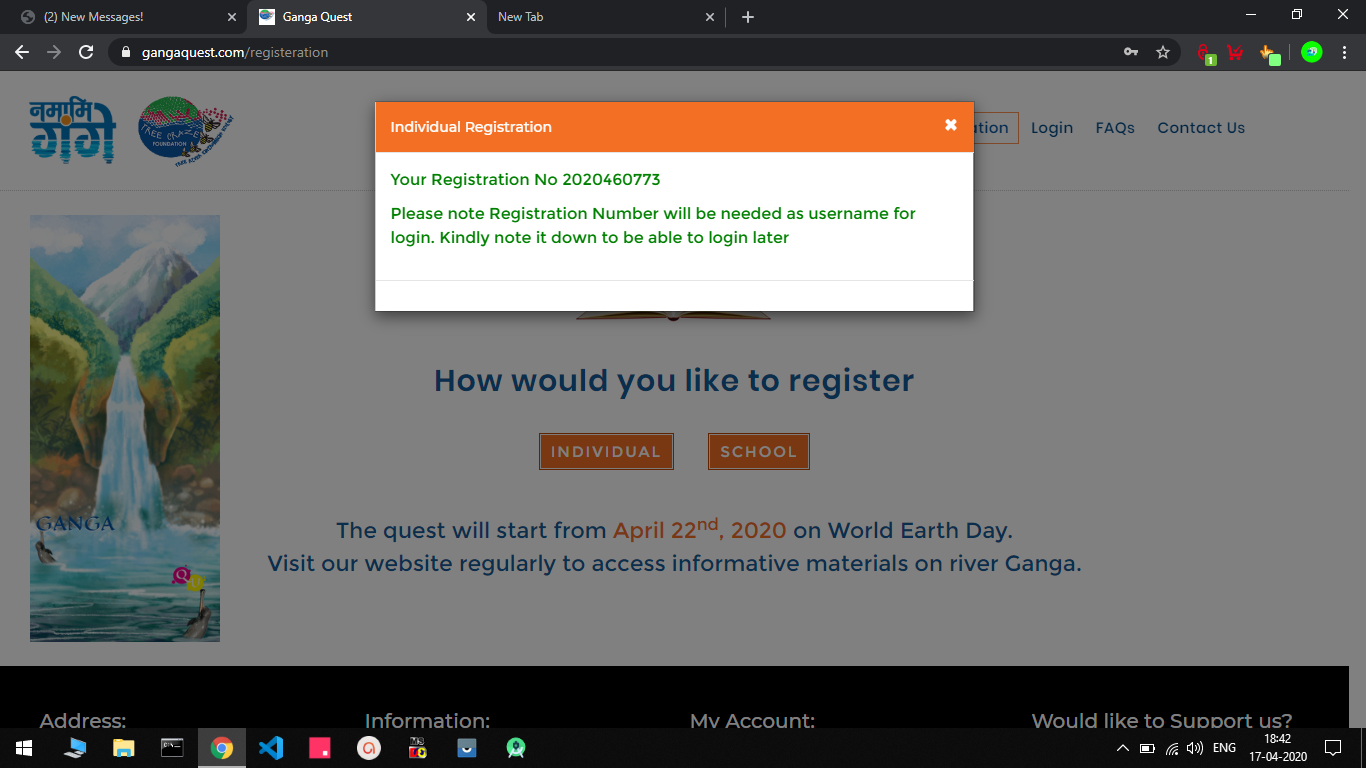 (2) New Messages!
Ganga Quest
New Tab
gangaquest.com/registeration
1
नमामि
गंगे
TREE CRAZE
FOUNDATION
Individual Registration
ation
Login
FAQs
Contact Us
Your Registration No 2020460773
Please note Registration Number will be needed as username for
login. Kindly note it down to be able to login later
How would you like to register
INDIVIDUAL
SCHOOL
GANGA
The quest will start from April 22nd, 2020 on World Earth Day.
Visit our website regularly to access informative materials on river Ganga.
Address:
Information:
My Account:
Would like to Support us?
ENG
18:42
17-04-2020